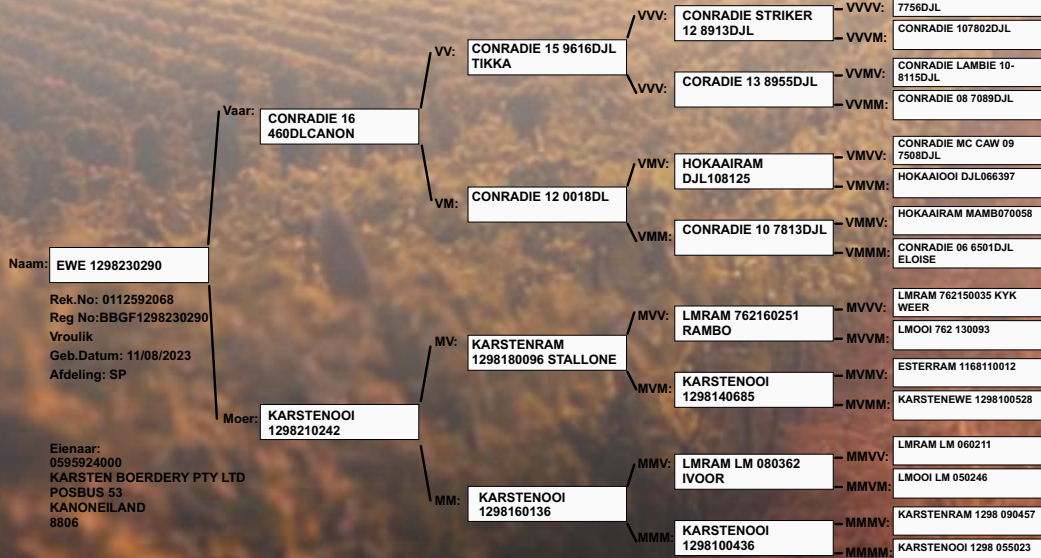 VVVV:
7756DJL
VVV:
CONRADIE STRIKER
12 8913DJL
VVVM:
CONRADIE 107802DJL
VV:
CONRADIE 15 9616DJL
TIKKA
VVV:
CORADIE 13 8955DJL
VVMV:
CONRADIE LAMBIE 10-
8115DJL
VVMM:
CONRADIE 08 7089DJL
Vaar:
CONRADIE 16
460DLCANON
VM:
CONRADIE 12 0018DL
VMV:
HOKAAIRAM
DJL108125
VMVV:
CONRADIE MC CAW 09
7508DJL
VMVM:
HOKAAIOOI DJL066397
VMM:
CONRADIE 10 7813DJL
VMMV:
HOKAAIRAM MAMB070058
VMMM:
CONRADIE 06 6501DJL
ELOISE
Naam:
EWE 1298230290
Rek.No: 0112592068
Reg No:BBGF1298230290
Vroulik
Geb.Datum: 11/08/2023
Afdeling: SP
MV:
KARSTENRAM
1298180096 STALLONE
MVV:
LMRAM 762160251
RAMBO
MVVV:
LMRAM 762150035 KYK
WEER
MVVM:
LMOOI 762 130093
MVM:
KARSTENOOI
1298140685
MVMV:
ESTERRAM 1168110012
MVMM:
KARSTENEWE 1298100528
Moer:
KARSTENOOI
1298210242
MM:
KARSTENOOI
1298160136
MMV:
LMRAM LM 080362
IVOOR
MMVV:
LMRAM LM 060211
MMVM:
LMOOI LM 050246
MMM:
KARSTENOOI
1298100436
MMMV:
KARSTENRAM 1298 090457
MMMM:
KARSTENOOI 1298 055023
Eienaar:
0595924000
KARSTEN BOERDERY PTY LTD
POSBUS 53
KANONEILAND
8806